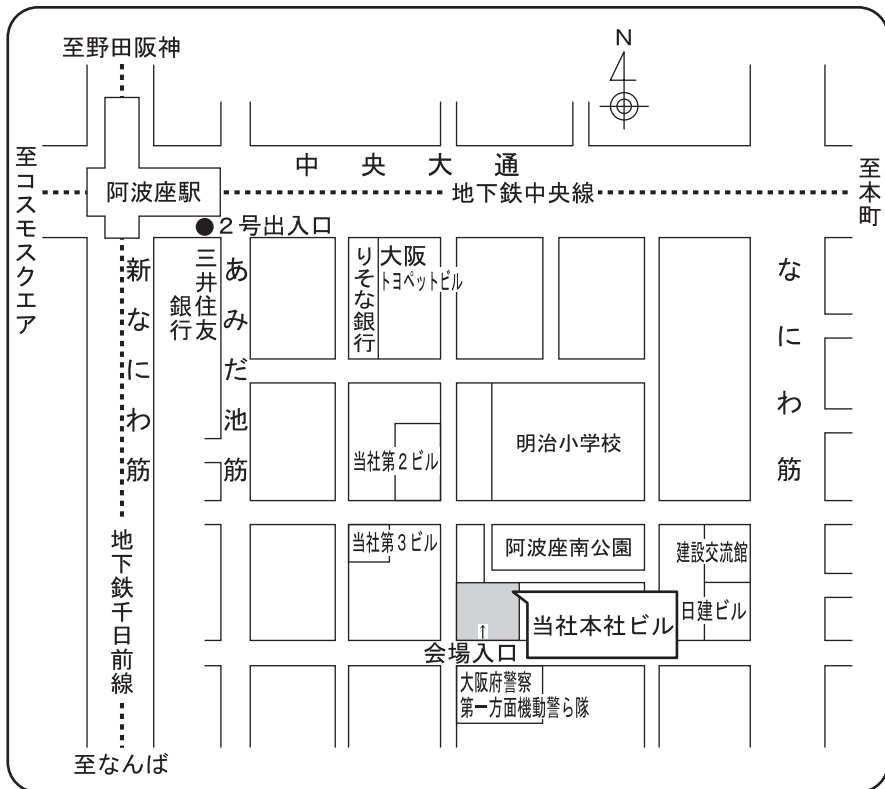 至野田阪神
N
至コスモスクエア
中央大通
至本町
阿波座駅
地下鉄中央線
2号出入口
新なにわ筋
三井住友
銀行
あみだ池筋
りそな銀行
大阪
トヨペットビル
なにわ筋
当社第2ビル
明治小学校
地下鉄千日前線
当社第3ビル
阿波座南公園
建設交流館
当社本社ビル
日建ビル
↑
会場入口
大阪府警察
第一方面機動警ら隊
至なんば